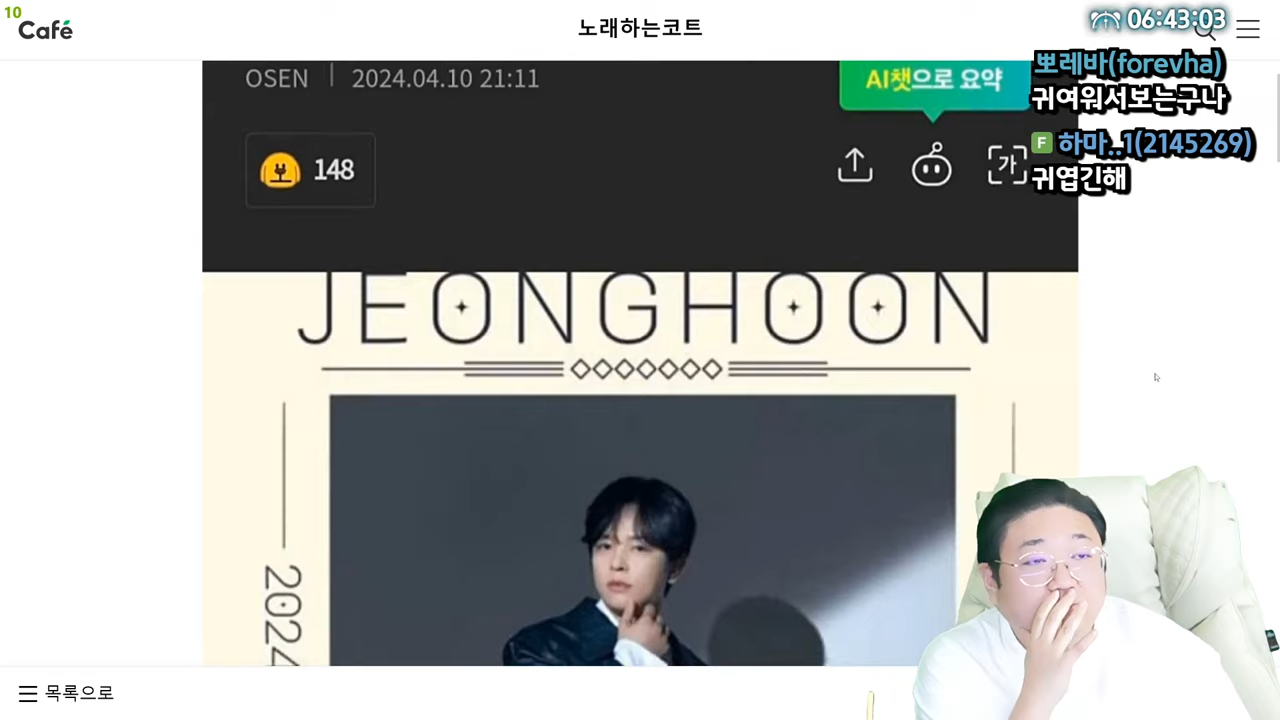 10
Café
노래하는코트
06:43:03
OSEN
2024.04.10 21:11
AI챗으로 요약
뽀레바(forevha)
귀여워서보는구나
F 하마..1(2145269)
귀엽긴해
148
가
JEONGHOON
2024
목록으로